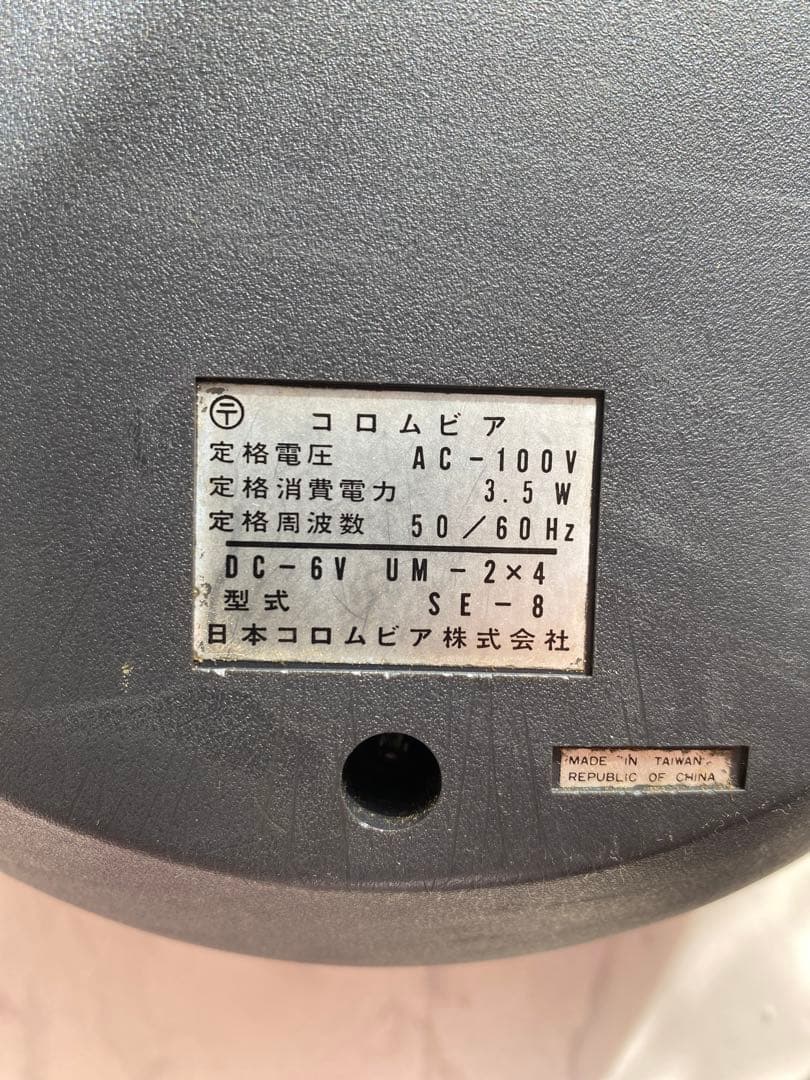 〶 コロムビア
定格電圧 AC-100V
定格消費電力 3.5W
定格周波数 50/60Hz
DC-6V UM-2×4
型式 SE-8
日本コロムビア株式会社
MADE IN TAIWAN
REPUBLIC OF CHINA